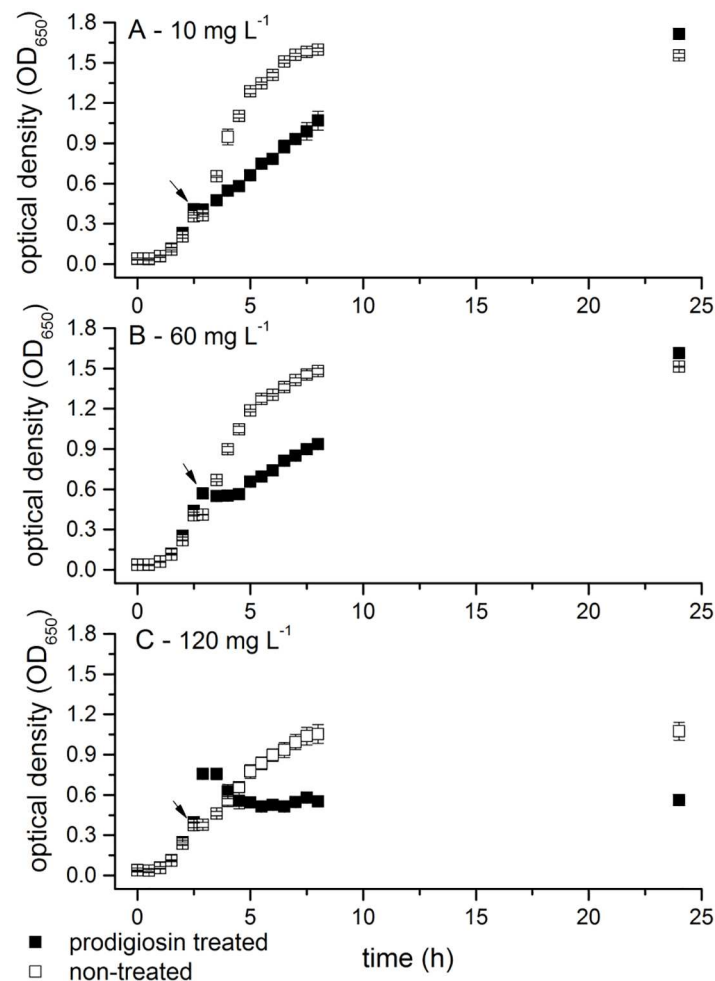 A - 10 mg L⁻¹
optical density (OD₆₅₀)
1.8
1.5
1.2
0.9
0.6
0.3
0.0
0 5 10 15 20 25
B - 60 mg L⁻¹
optical density (OD₆₅₀)
1.8
1.5
1.2
0.9
0.6
0.3
0.0
0 5 10 15 20 25
C - 120 mg L⁻¹
optical density (OD₆₅₀)
1.8
1.5
1.2
0.9
0.6
0.3
0.0
0 5 10 15 20 25
time (h)
prodigiosin treated
non-treated